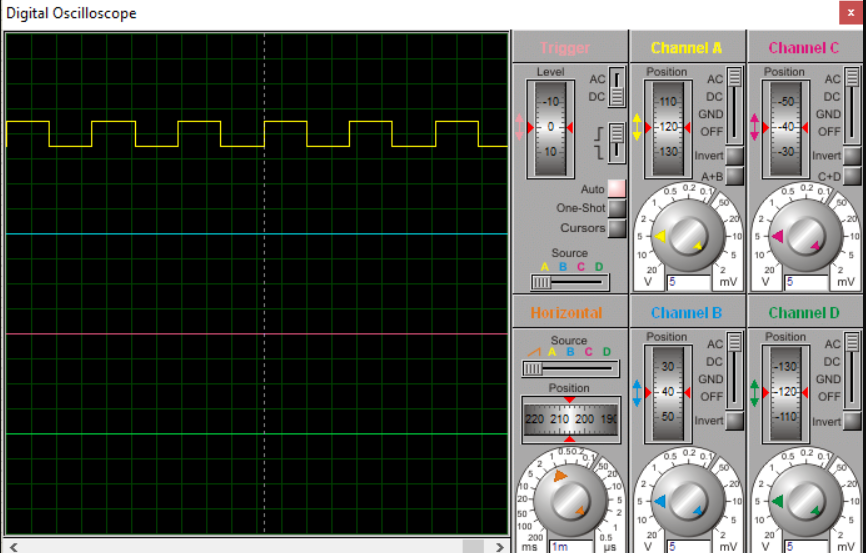 Digital Oscilloscope
x
Trigger
Level
-10
0
10
AC
DC
Auto
One-Shot
Cursors
Source
A B C D
Channel A
Position
110
-120
-130
AC
DC
GND
OFF
Invert
A+B
0.5 0.2 0.1
1 50
2 20
5 10
10 5
20 2
V 5 mV
Channel C
Position
-50
-40
-30
AC
DC
GND
OFF
Invert
C+D
0.5 0.2 0.1
1 50
2 20
5 10
10 5
20 2
V 5 mV
Horizontal
Source
A B C D
Position
220 210 200 190
1 0.5 0.2 0.1
2 50
5 20
10 10
20 5
50 2
100 1
200 0.5
ms 1m µs
Channel B
Position
30
40
50
AC
DC
GND
OFF
Invert
0.5 0.2 0.1
1 50
2 20
5 10
10 5
20 2
V 5 mV
Channel D
Position
-130
-120
-110
AC
DC
GND
OFF
Invert
0.5 0.2 0.1
1 50
2 20
5 10
10 5
20 2
V 5 mV